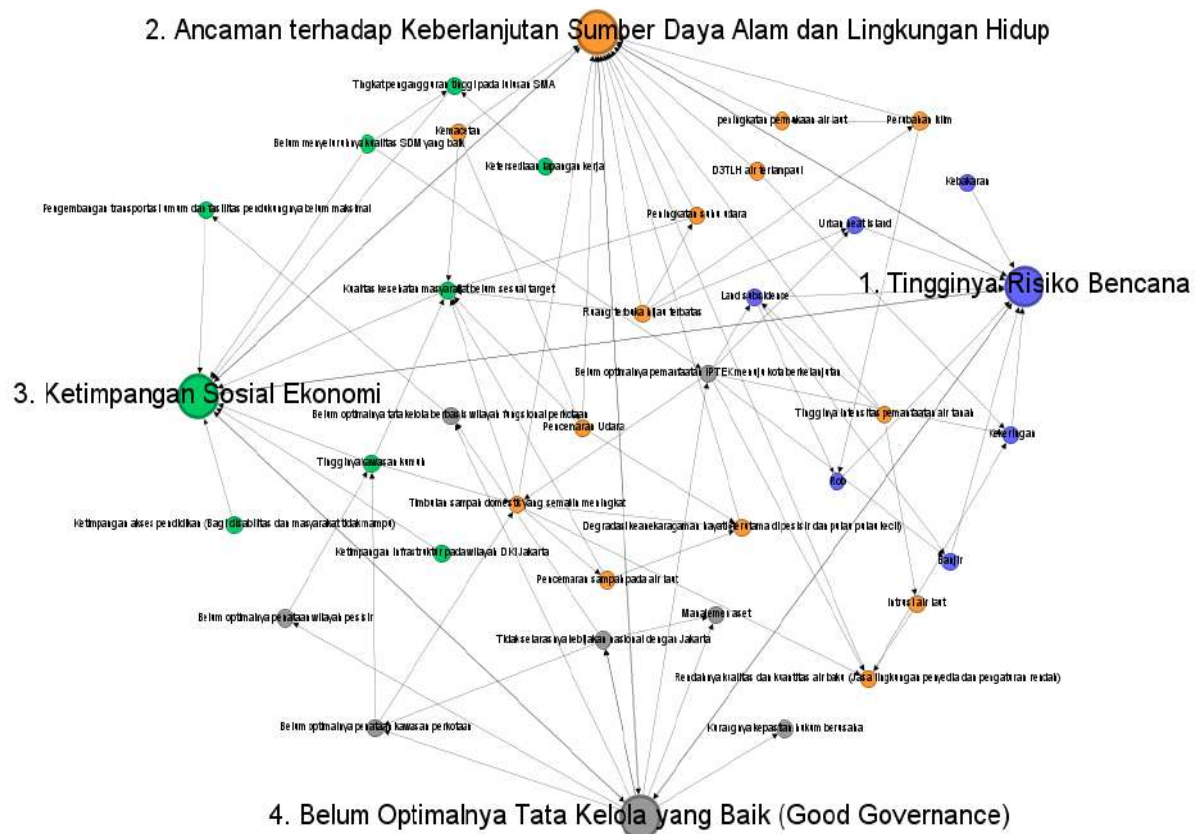 2. Ancaman terhadap Keberlanjutan Sumber Daya Alam dan Lingkungan Hidup
Tingkat pengangguran tinggi pada lulusan SMA
peningkatan permukaan air laut
Perubahan iklim
Kemacetan
Belum menyeluruhnya kualitas SDM yang baik
Ketersediaan lapangan kerja
D3TLH air terlampaui
Kebakaran
Pengembangan transportasi umum dan fasilitas pendukungnya belum maksimal
Peningkatan suhu udara
Urban heat island
1. Tingginya Risiko Bencana
Kualitas kesehatan masyarakat belum sesuai target
Land subsidence
Ruang terbuka hijau terbatas
Belum optimalnya pemanfaatan IPTEK menuju kota berkelanjutan
3. Ketimpangan Sosial Ekonomi
Belum optimalnya tata kelola berbasis wilayah fungsional perkotaan
Tingginya intensitas pemanfaatan air tanah
Pencemaran Udara
Kekeringan
Tingginya kawasan kumuh
Rob
Timbulan sampah domestik yang semakin meningkat
Ketimpangan akses pendidikan (Bagi disabilitas dan masyarakat tidak mampu)
Degradasi keanekaragaman hayati (terutama di pesisir dan pulau pulau kecil)
Ketimpangan infrastruktur pada wilayah DKI Jakarta
Banjir
Pencemaran sampah pada air laut
Intrusi air laut
Belum optimalnya penataan wilayah pesisir
Manajemen aset
Tidak selarasnya kebijakan nasional dengan Jakarta
Rendahnya kualitas dan kuantitas air baku (Jasa lingkungan penyedia dan pengaturan rendah)
Belum optimalnya penataan kawasan perkotaan
Kurangnya kepastian hukum berusaha
4. Belum Optimalnya Tata Kelola yang Baik (Good Governance)